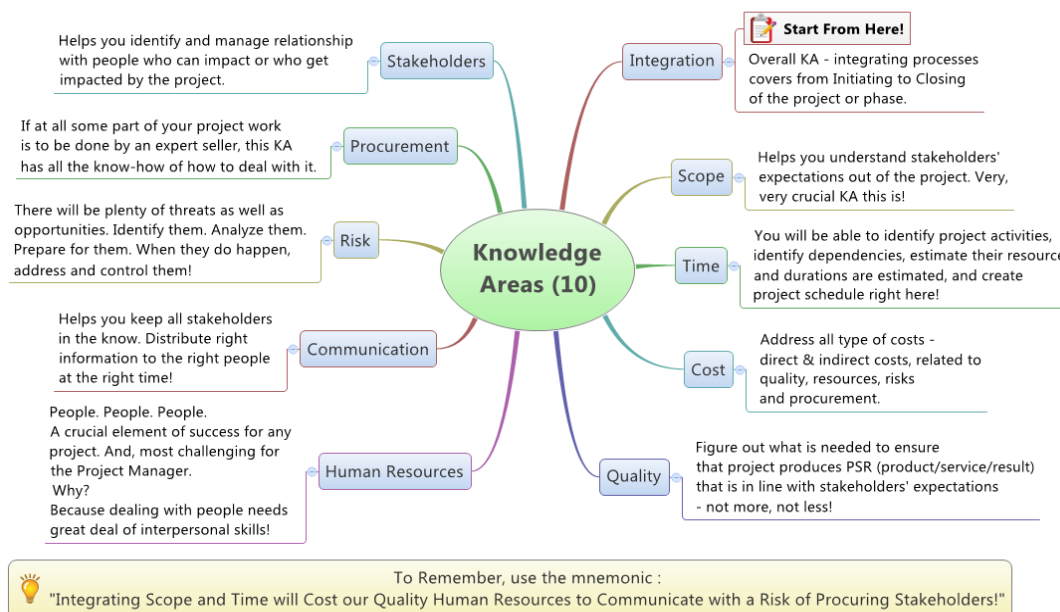 Knowledge
Areas (10)
Start From Here!
Integration
Overall KA - integrating processes
covers from Initiating to Closing
of the project or phase.
Scope
Helps you understand stakeholders'
expectations out of the project. Very,
very crucial KA this is!
Time
You will be able to identify project activities,
identify dependencies, estimate their resource
and durations are estimated, and create
project schedule right here!
Cost
Address all type of costs -
direct & indirect costs, related to
quality, resources, risks
and procurement.
Quality
Figure out what is needed to ensure
that project produces PSR (product/service/result)
that is in line with stakeholders' expectations
- not more, not less!
Human Resources
People. People. People.
A crucial element of success for any
project. And, most challenging for
the Project Manager.
Why?
Because dealing with people needs
great deal of interpersonal skills!
Communication
Helps you keep all stakeholders
in the know. Distribute right
information to the right people
at the right time!
Risk
There will be plenty of threats as well as
opportunities. Identify them. Analyze them.
Prepare for them. When they do happen,
address and control them!
Procurement
If at all some part of your project work
is to be done by an expert seller, this KA
has all the know-how of how to deal with it.
Stakeholders
Helps you identify and manage relationship
with people who can impact or who get
impacted by the project.
To Remember, use the mnemonic :
"Integrating Scope and Time will Cost our Quality Human Resources to Communicate with a Risk of Procuring Stakeholders!"